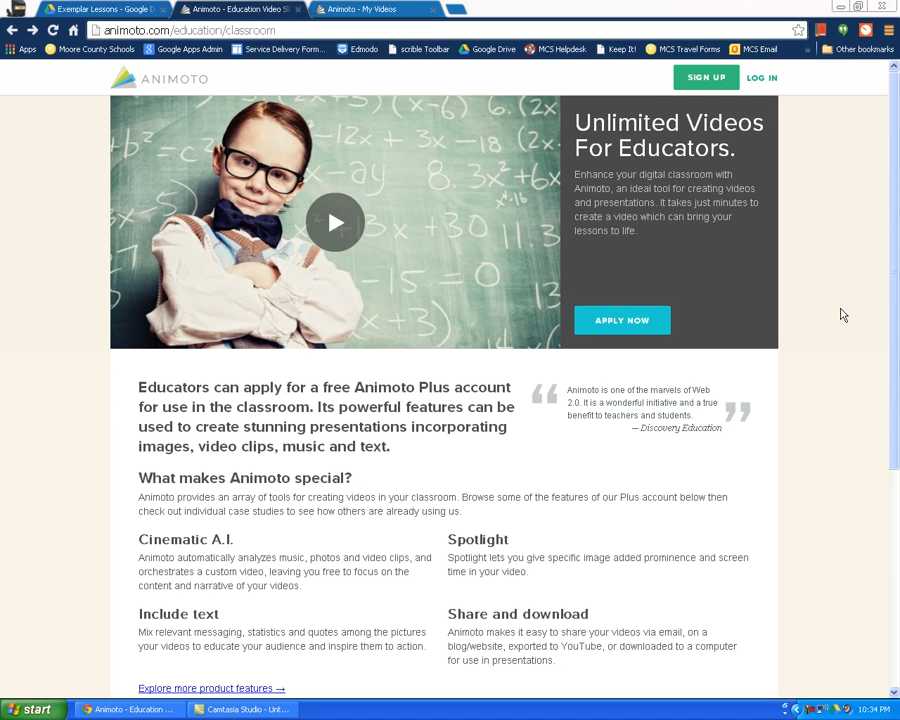 Exemplar Lessons - Google D
Animoto - Education Video Sl
Animoto - My Videos
animoto.com/education/classroom
Apps
Moore County Schools
Google Apps Admin
Service Delivery Form...
Edmodo
scrible Toolbar
Google Drive
MCS Helpdesk
Keep It!
MCS Travel Forms
MCS Email
»
Other bookmarks
ANIMOTO
SIGN UP
LOG IN
Unlimited Videos
For Educators.
Enhance your digital classroom with
Animoto, an ideal tool for creating videos
and presentations. It takes just minutes to
create a video which can bring your
lessons to life.
APPLY NOW
Educators can apply for a free Animoto Plus account
for use in the classroom. Its powerful features can be
used to create stunning presentations incorporating
images, video clips, music and text.
“ Animoto is one of the marvels of Web
2.0. It is a wonderful initiative and a true
benefit to teachers and students. ”
— Discovery Education
What makes Animoto special?
Animoto provides an array of tools for creating videos in your classroom. Browse some of the features of our Plus account below then
check out individual case studies to see how others are already using us.
Cinematic A.I.
Animoto automatically analyzes music, photos and video clips, and
orchestrates a custom video, leaving you free to focus on the
content and narrative of your videos.
Spotlight
Spotlight lets you give specific image added prominence and screen
time in your video.
Include text
Mix relevant messaging, statistics and quotes among the pictures
your videos to educate your audience and inspire them to action.
Share and download
Animoto makes it easy to share your videos via email, on a
blog/website, exported to YouTube, or downloaded to a computer
for use in presentations.
Explore more product features →
start
Animoto - Education ...
Camtasia Studio - Unt...
10:34 PM